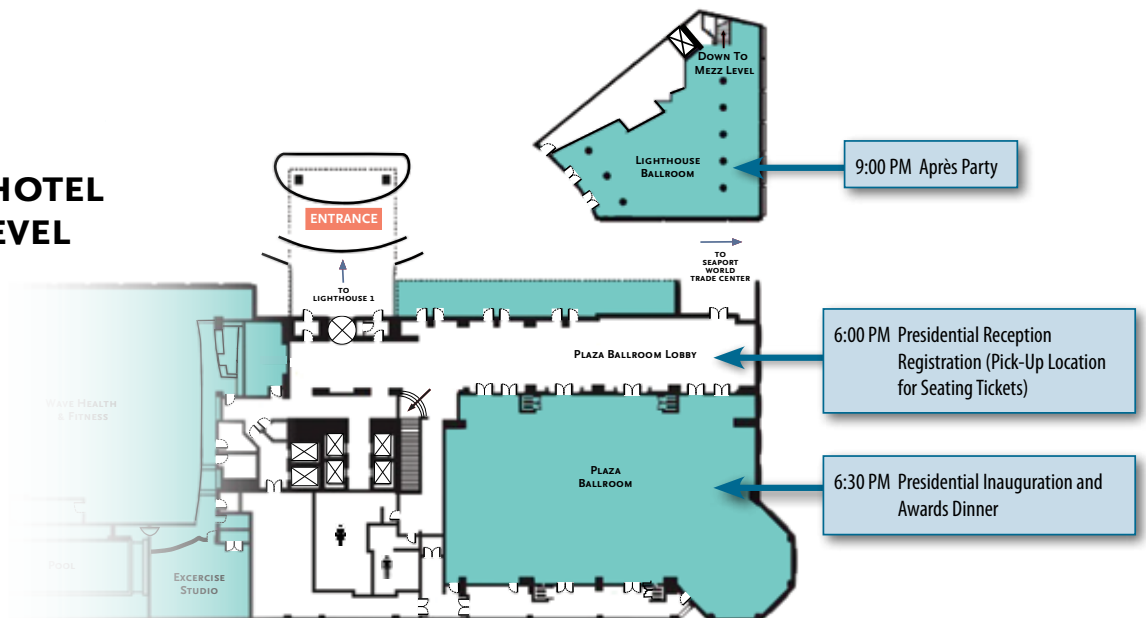 HOTEL
EVEL
ENTRANCE
TO
LIGHTHOUSE 1
DOWN TO
MEZZ LEVEL
LIGHTHOUSE
BALLROOM
9:00 PM Après Party
TO
SEAPORT
WORLD
TRADE CENTER
PLAZA BALLROOM LOBBY
6:00 PM Presidential Reception
Registration (Pick-Up Location
for Seating Tickets)
WAVE HEALTH
& FITNESS
PLAZA
BALLROOM
6:30 PM Presidential Inauguration and
Awards Dinner
POOL
EXCERCISE
STUDIO